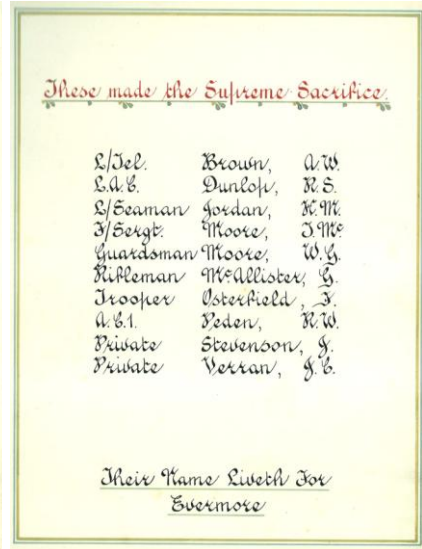 These made the Supreme Sacrifice.
L/Tel. Brown, A.W.
L.A.C. Dunlop, R.S.
L/Seaman Jordan, H.M.
F/Sergt. Moore, J.Mc
Guardsman Moore, W.G.
Rifleman McAllister, G.
Trooper Osterfield, F.
A.C.1. Peden, R.W.
Private Stevenson, J.
Private Verran, J.C.
Their Name Liveth For
Evermore